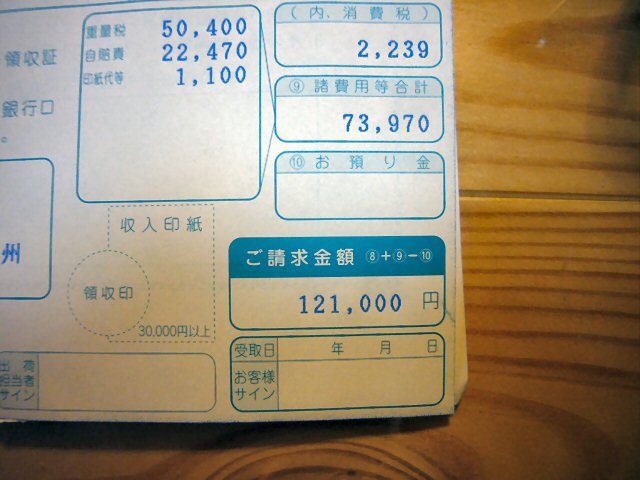 重量税 50,400
自賠責 22,470
印紙代等 1,100
(内、消費税)
2,239
⑨ 諸費用等合計
73,970
⑩ お預り金
領収証
銀行口
。
州
収入印紙
領収印
30,000円以上
ご請求金額 ⑧+⑨-⑩
121,000 円
受取日 年 月 日
お客様
サイン
出荷
担当者
サイン